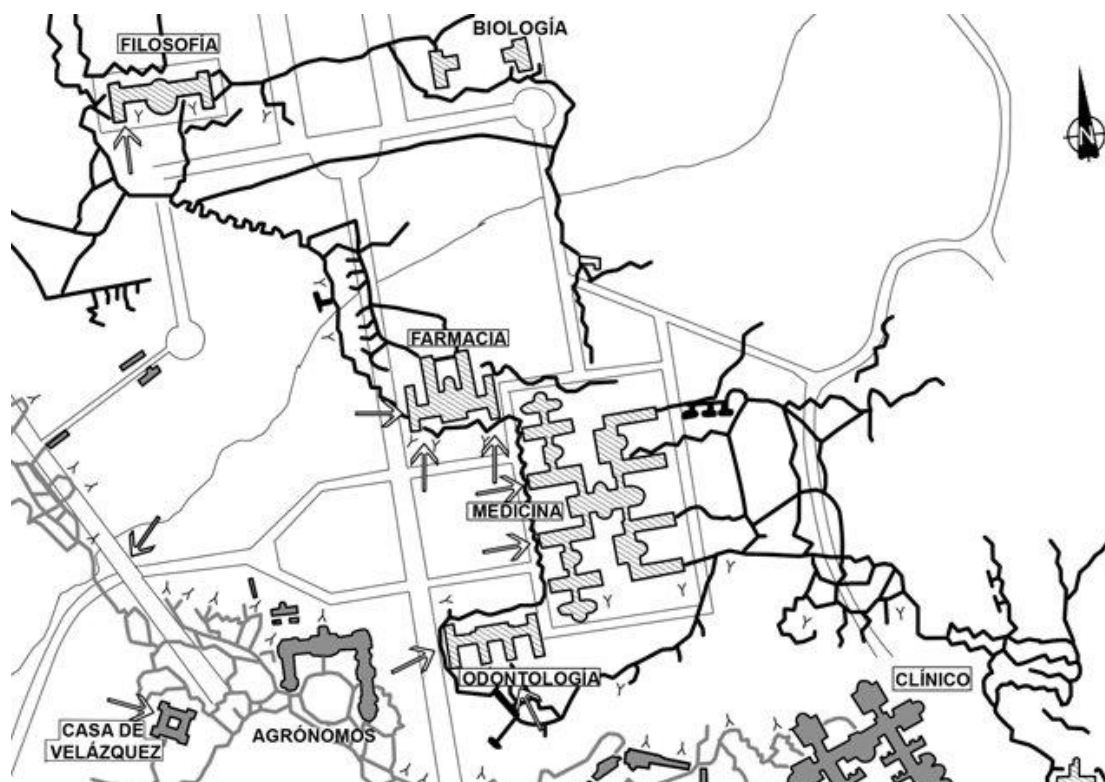 BIOLOGÍA
FILOSOFÍA
N
FARMACIA
MEDICINA
ODONTOLOGÍA
CLÍNICO
CASA DE
VELÁZQUEZ
AGRÓNOMOS